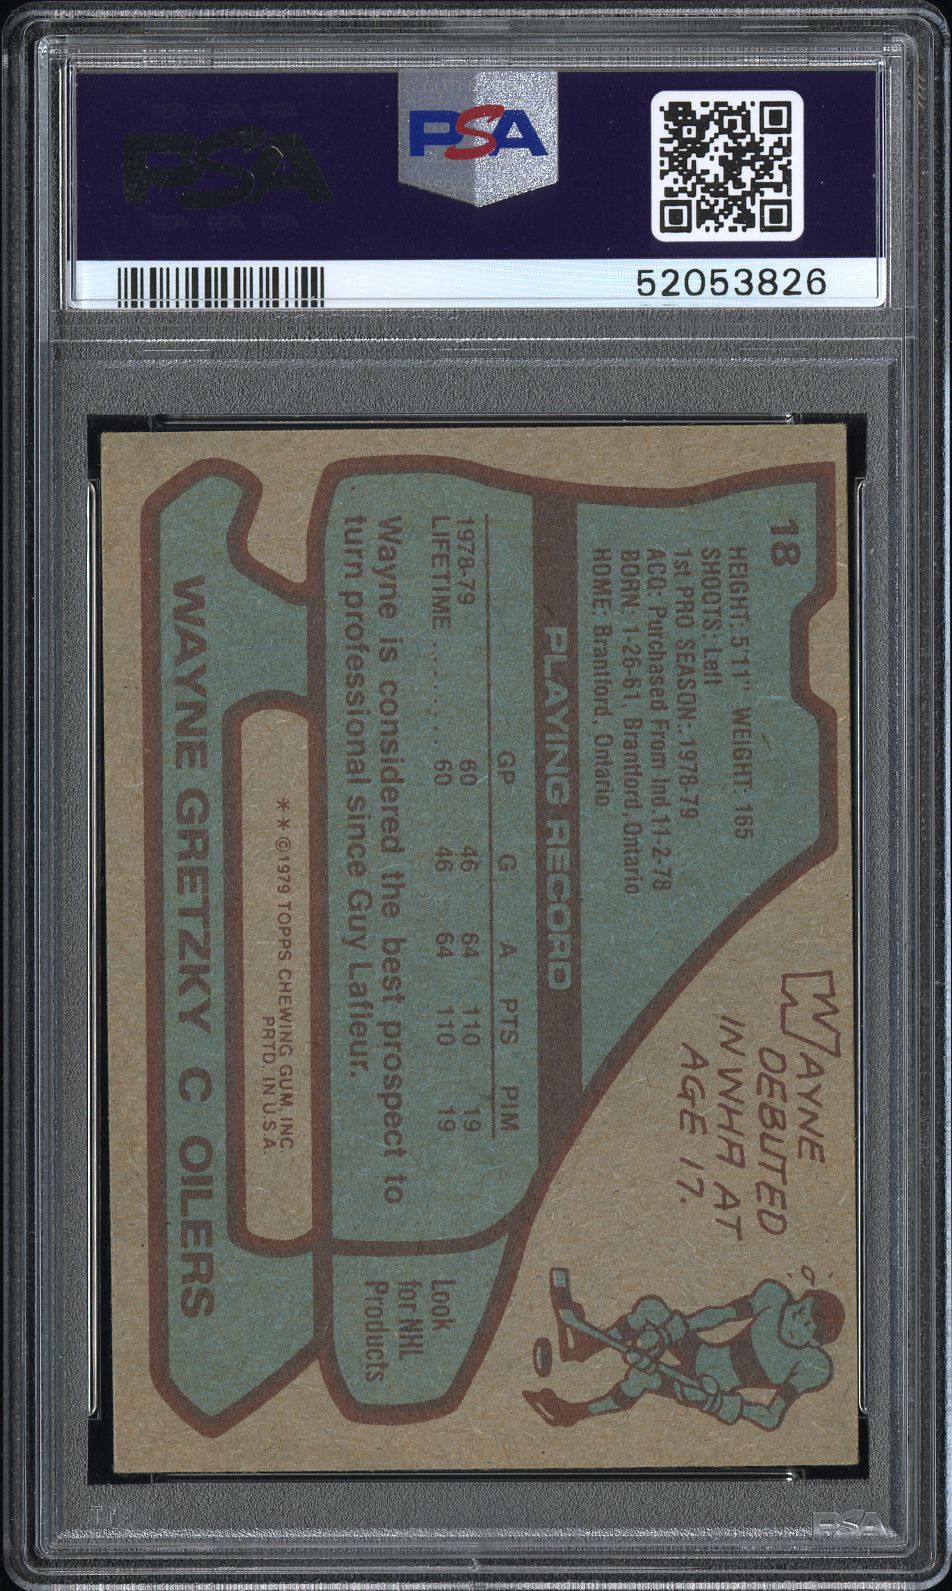 PSA
PSA
52053826
18
HEIGHT: 5'11" WEIGHT: 165
SHOOTS: Left
1st PRO SEASON: 1978-79
ACQ: Purchased From Ind. 11-2-78
BORN: 1-26-61, Brantford, Ontario
HOME: Brantford, Ontario
WAYNE
DEBUTED
IN WHA AT
AGE 17.
PLAYING RECORD
GP G A PTS PIM
1978-79 60 46 64 110 19
LIFETIME ........ 60 46 64 110 19
Wayne is considered the best prospect to
turn professional since Guy Lafleur.
Look
for NHL
Products
* * ©1979 TOPPS CHEWING GUM, INC.
PRTD. IN U.S.A.
WAYNE GRETZKY C OILERS
PSA